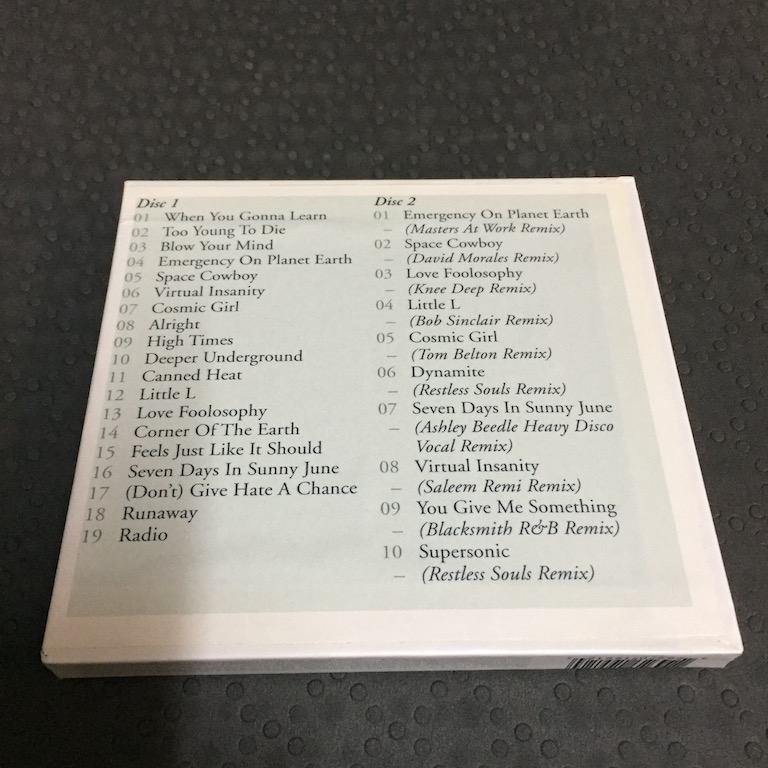 Disc 1
01 When You Gonna Learn
02 Too Young To Die
03 Blow Your Mind
04 Emergency On Planet Earth
05 Space Cowboy
06 Virtual Insanity
07 Cosmic Girl
08 Alright
09 High Times
10 Deeper Underground
11 Canned Heat
12 Little L
13 Love Foolosophy
14 Corner Of The Earth
15 Feels Just Like It Should
16 Seven Days In Sunny June
17 (Don't) Give Hate A Chance
18 Runaway
19 Radio
Disc 2
01 Emergency On Planet Earth
– (Masters At Work Remix)
02 Space Cowboy
– (David Morales Remix)
03 Love Foolosophy
– (Knee Deep Remix)
04 Little L
– (Bob Sinclair Remix)
05 Cosmic Girl
– (Tom Belton Remix)
06 Dynamite
– (Restless Souls Remix)
07 Seven Days In Sunny June
– (Ashley Beedle Heavy Disco
Vocal Remix)
08 Virtual Insanity
– (Saleem Remi Remix)
09 You Give Me Something
– (Blacksmith R&B Remix)
10 Supersonic
– (Restless Souls Remix)